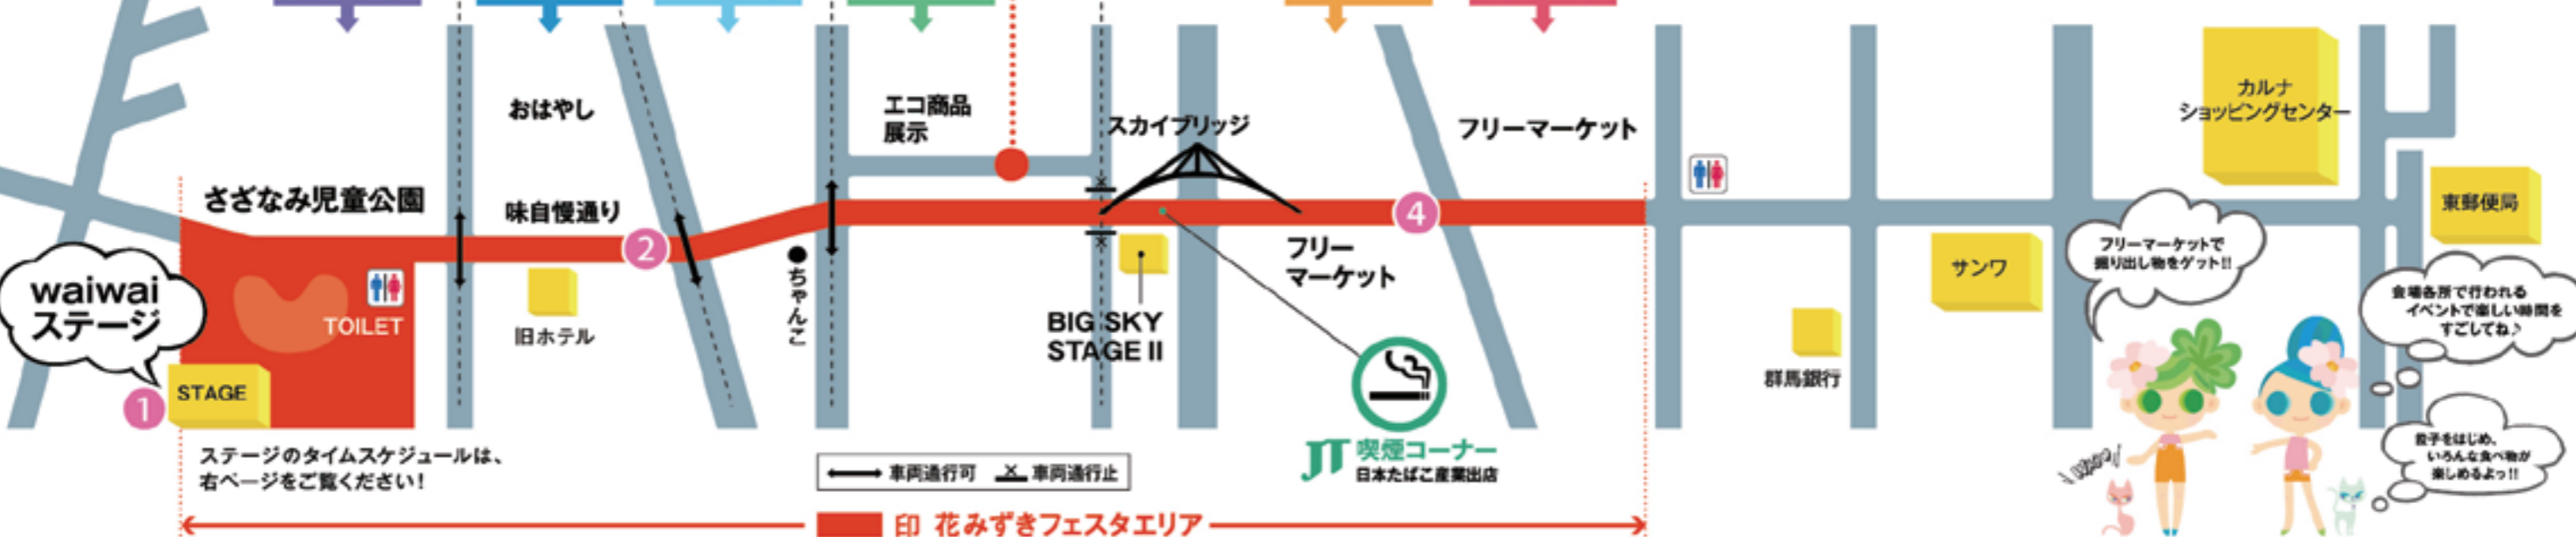 おはやし
エコ商品
展示
スカイブリッジ
フリーマーケット
カルナ
ショッピングセンター
さざなみ児童公園
味自慢通り
2
4
東郵便局
waiwai
ステージ
TOILET
旧ホテル
ちゃんこ
BIG SKY
STAGE II
フリー
マーケット
サンワ
群馬銀行
フリーマーケットで
掘り出し物をゲット!!
会場各所で行われる
イベントで楽しい時間を
すごしてね♪
餃子をはじめ、
いろんな食べ物が
楽しめるよっ!!
1
STAGE
ステージのタイムスケジュールは、
右ページをご覧ください！
車両通行可
車両通行止
JT 喫煙コーナー
日本たばこ産業出店
印 花みずきフェスタエリア